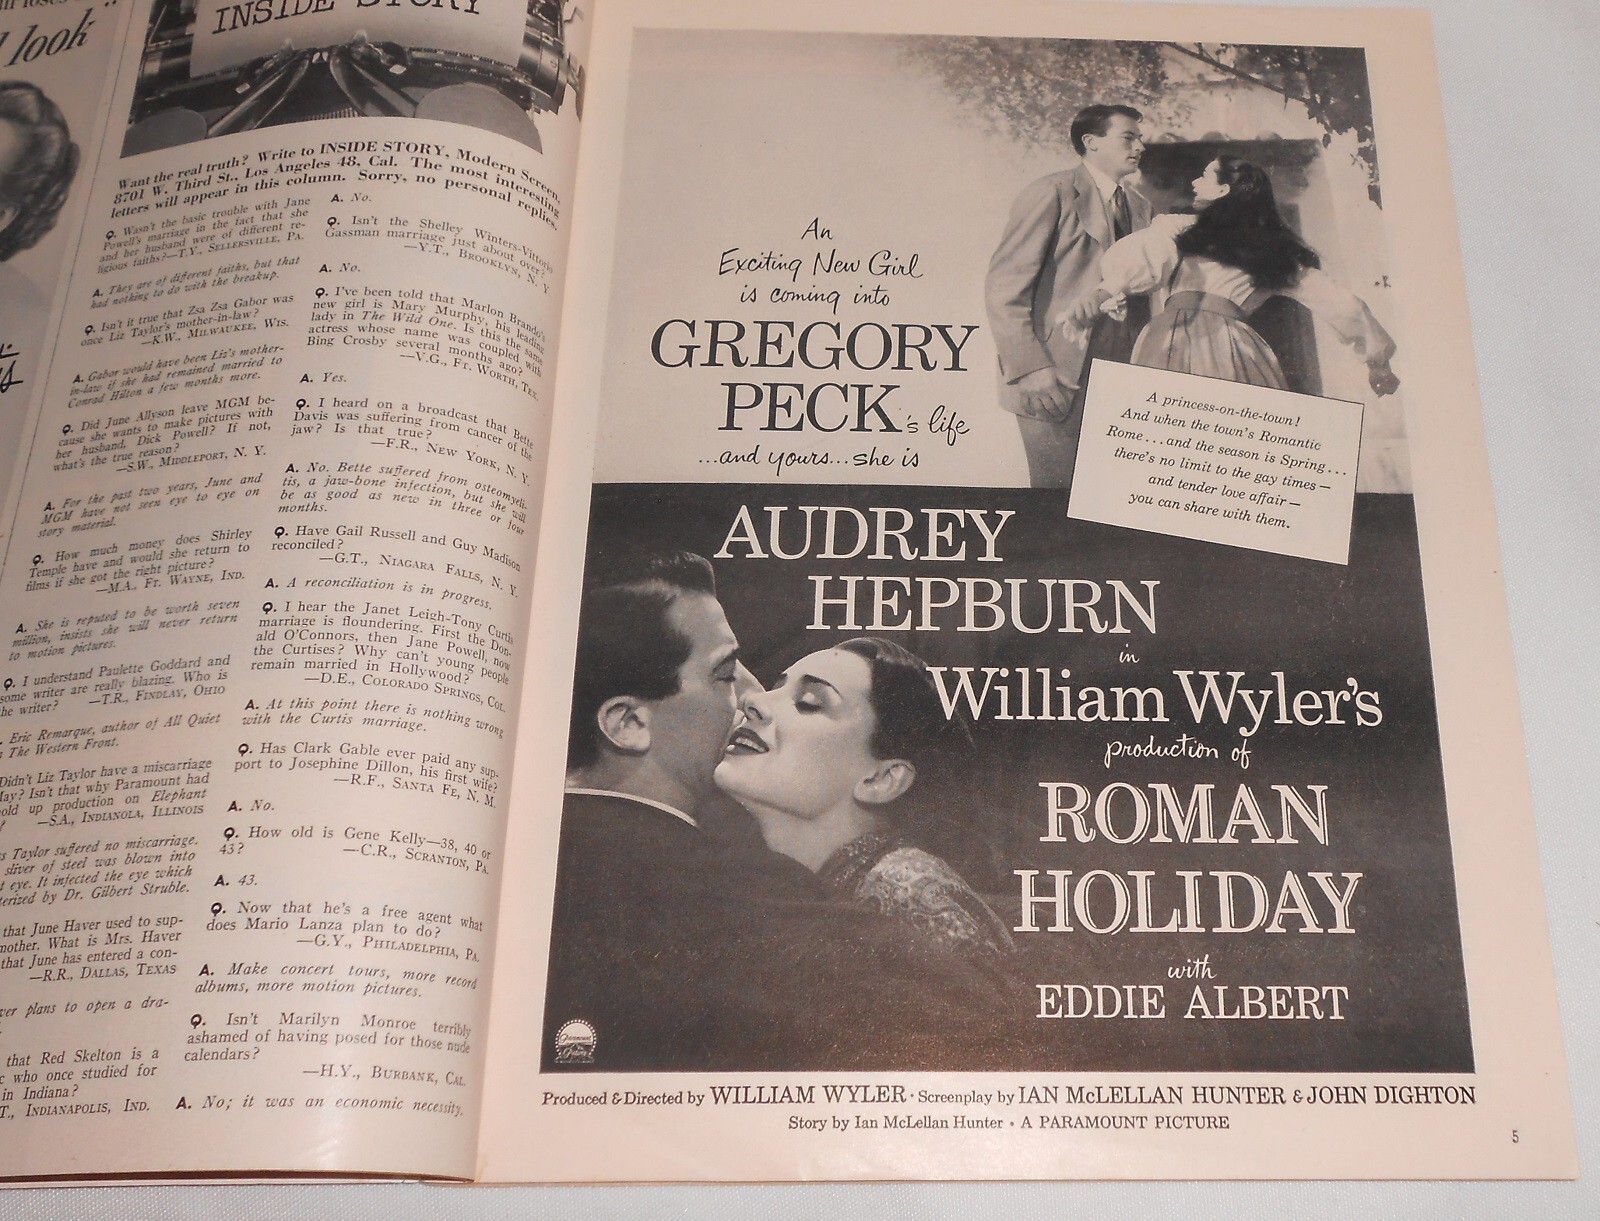 look
INSIDE STORY
Want the real truth? Write to INSIDE STORY, Modern Screen,
8701 W. Third St., Los Angeles 48, Cal. The most interesting
letters will appear in this column. Sorry, no personal replies.
Q. Wasn't the basic trouble with Jane
Powell's marriage in the fact that she
and her husband were of different re-
ligious faiths?—T.Y., SELLERSVILLE, PA.
A. They are of different faiths, but that
had nothing to do with the breakup.
Q. Isn't it true that Zsa Zsa Gabor was
once Liz Taylor's mother-in-law?
—K.W., MILWAUKEE, WIS.
A. Gabor would have been Liz's mother-
in-law if she had remained married to
Conrad Hilton a few months more.
Q. Did June Allyson leave MGM be-
cause she wants to make pictures with
her husband, Dick Powell? If not,
what's the true reason?
—S.W., MIDDLEPORT, N. Y.
A. For the past two years, June and
MGM have not seen eye to eye on
story material.
Q. How much money does Shirley
Temple have and would she return to
films if she got the right picture?
—M.A., FT. WAYNE, IND.
A. She is reputed to be worth seven
million, insists she will never return
to motion pictures.
Q. I understand Paulette Goddard and
some writer are really blazing. Who is
the writer? —T.R., FINDLAY, OHIO
Eric Remarque, author of All Quiet
The Western Front.
Didn't Liz Taylor have a miscarriage
May? Isn't that why Paramount had
old up production on Elephant
—S.A., INDIANOLA, ILLINOIS
s Taylor suffered no miscarriage.
sliver of steel was blown into
t eye. It injected the eye which
terized by Dr. Gilbert Struble.
that June Haver used to sup-
mother. What is Mrs. Haver
that June has entered a con-
—R.R., DALLAS, TEXAS
ver plans to open a dra-
that Red Skelton is a
c who once studied for
in Indiana?
T., INDIANAPOLIS, IND.
A. No.
Q. Isn't the Shelley Winters-Vittorio
Gassman marriage just about over?
—Y.T., BROOKLYN, N. Y.
A. No.
Q. I've been told that Marlon Brando's
new girl is Mary Murphy, his leading
lady in The Wild One. Is this the same
actress whose name was coupled with
Bing Crosby several months ago?
—V.G., FT. WORTH, TEX.
A. Yes.
Q. I heard on a broadcast that Bette
Davis was suffering from cancer of the
jaw? Is that true?
—F.R., NEW YORK, N. Y.
A. No. Bette suffered from osteomyeli-
tis, a jaw-bone infection, but she will
be as good as new in three or four
months.
Q. Have Gail Russell and Guy Madison
reconciled?
—G.T., NIAGARA FALLS, N. Y.
A. A reconciliation is in progress.
Q. I hear the Janet Leigh-Tony Curtis
marriage is floundering. First the Don-
ald O'Connors, then Jane Powell, now
the Curtises? Why can't young people
remain married in Hollywood?
—D.E., COLORADO SPRINGS, COL.
A. At this point there is nothing wrong
with the Curtis marriage.
Q. Has Clark Gable ever paid any sup-
port to Josephine Dillon, his first wife?
—R.F., SANTA FE, N. M.
A. No.
Q. How old is Gene Kelly—38, 40 or
43?
—C.R., SCRANTON, PA.
A. 43.
Q. Now that he's a free agent what
does Mario Lanza plan to do?
—G.Y., PHILADELPHIA, PA.
A. Make concert tours, more record
albums, more motion pictures.
Q. Isn't Marilyn Monroe terribly
ashamed of having posed for those nude
calendars?
—H.Y., BURBANK, CAL.
A. No; it was an economic necessity.
An
Exciting New Girl
is coming into
GREGORY
PECK's life
...and yours...she is
A princess-on-the-town!
And when the town's Romantic
Rome...and the season is Spring...
there's no limit to the gay times—
and tender love affair—
you can share with them.
AUDREY
HEPBURN
in
William Wyler's
production of
ROMAN
HOLIDAY
with
EDDIE ALBERT
Paramount
Pictures
Produced & Directed by WILLIAM WYLER · Screenplay by IAN McLELLAN HUNTER & JOHN DIGHTON
Story by Ian McLellan Hunter • A PARAMOUNT PICTURE
5